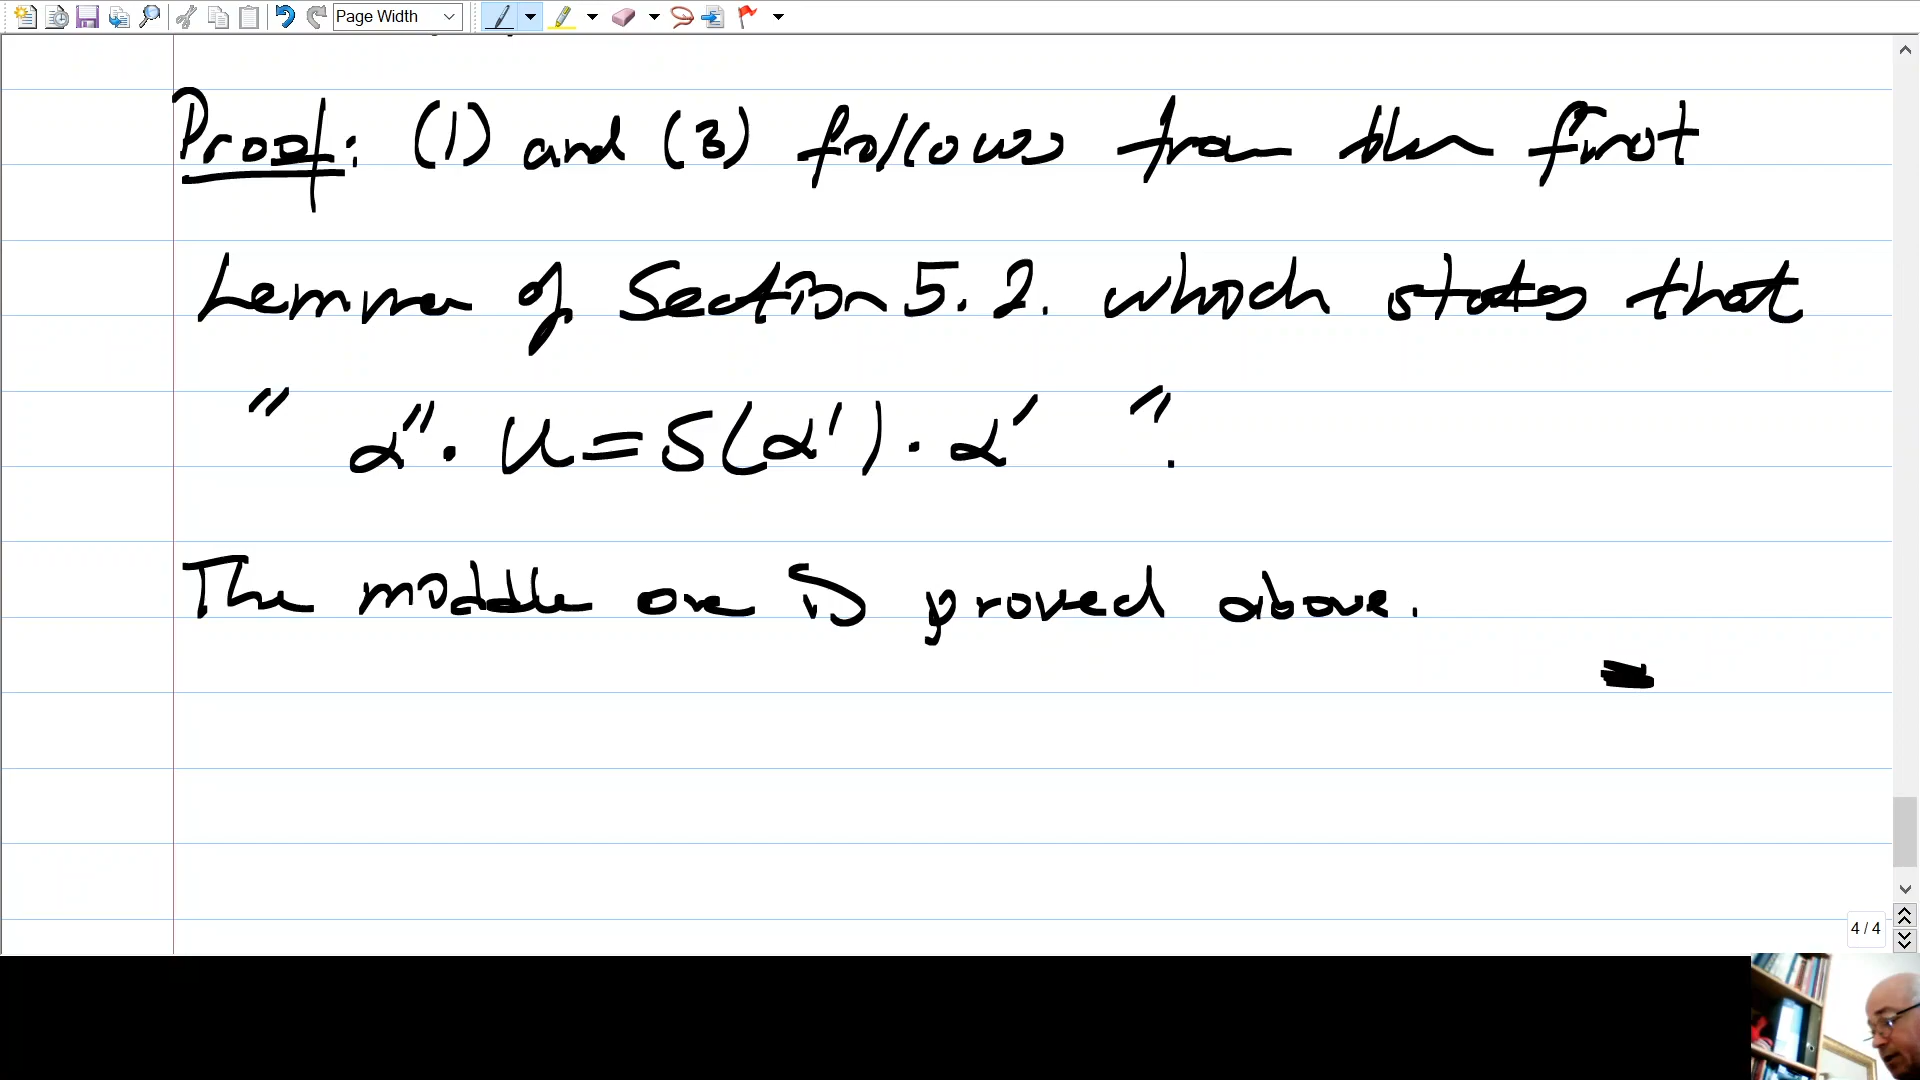 Page Width
Proof: (1) and (3) follows from the first
Lemma of Section 5.2. which states that
" α″· U = S(α′) · α′ ".
The middle one is proved above.
4 / 4